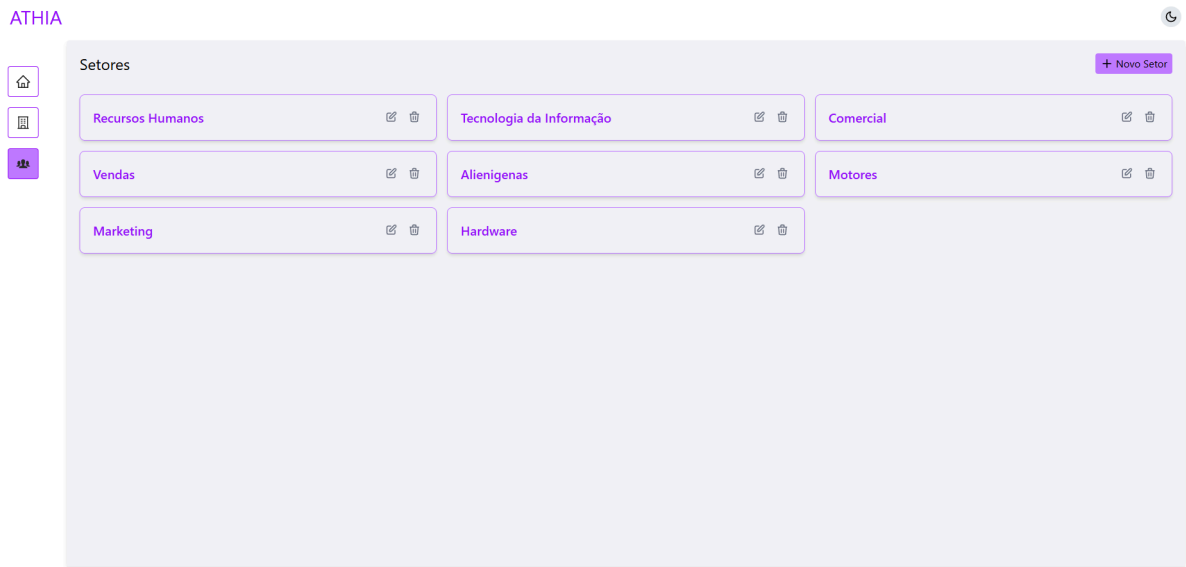 ATHIA
Setores
+ Novo Setor
Recursos Humanos
Tecnologia da Informação
Comercial
Vendas
Alienigenas
Motores
Marketing
Hardware